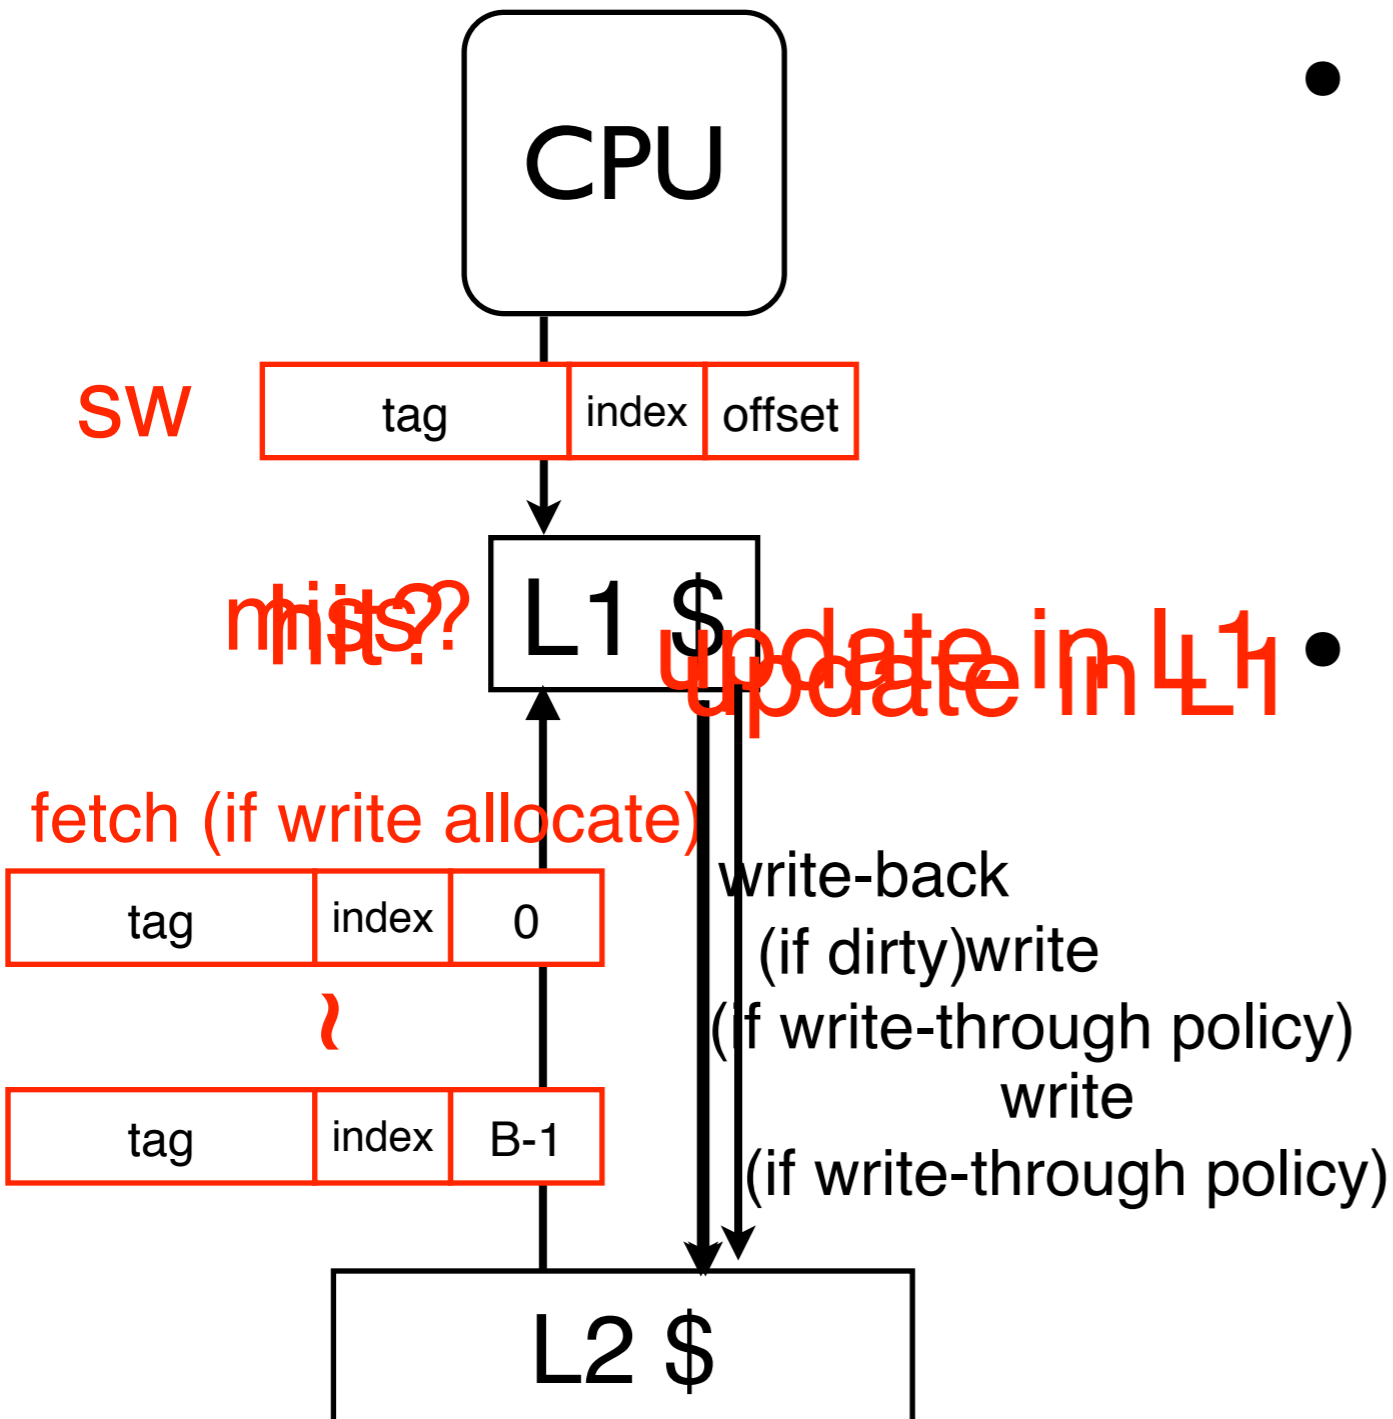 CPU
sw
tag index offset
miss?
hit?
L1 $
update in L1
update in L1
fetch (if write allocate)
tag index 0
~
tag index B-1
write-back
(if dirty)
write
(if write-through policy)
write
(if write-through policy)
L2 $